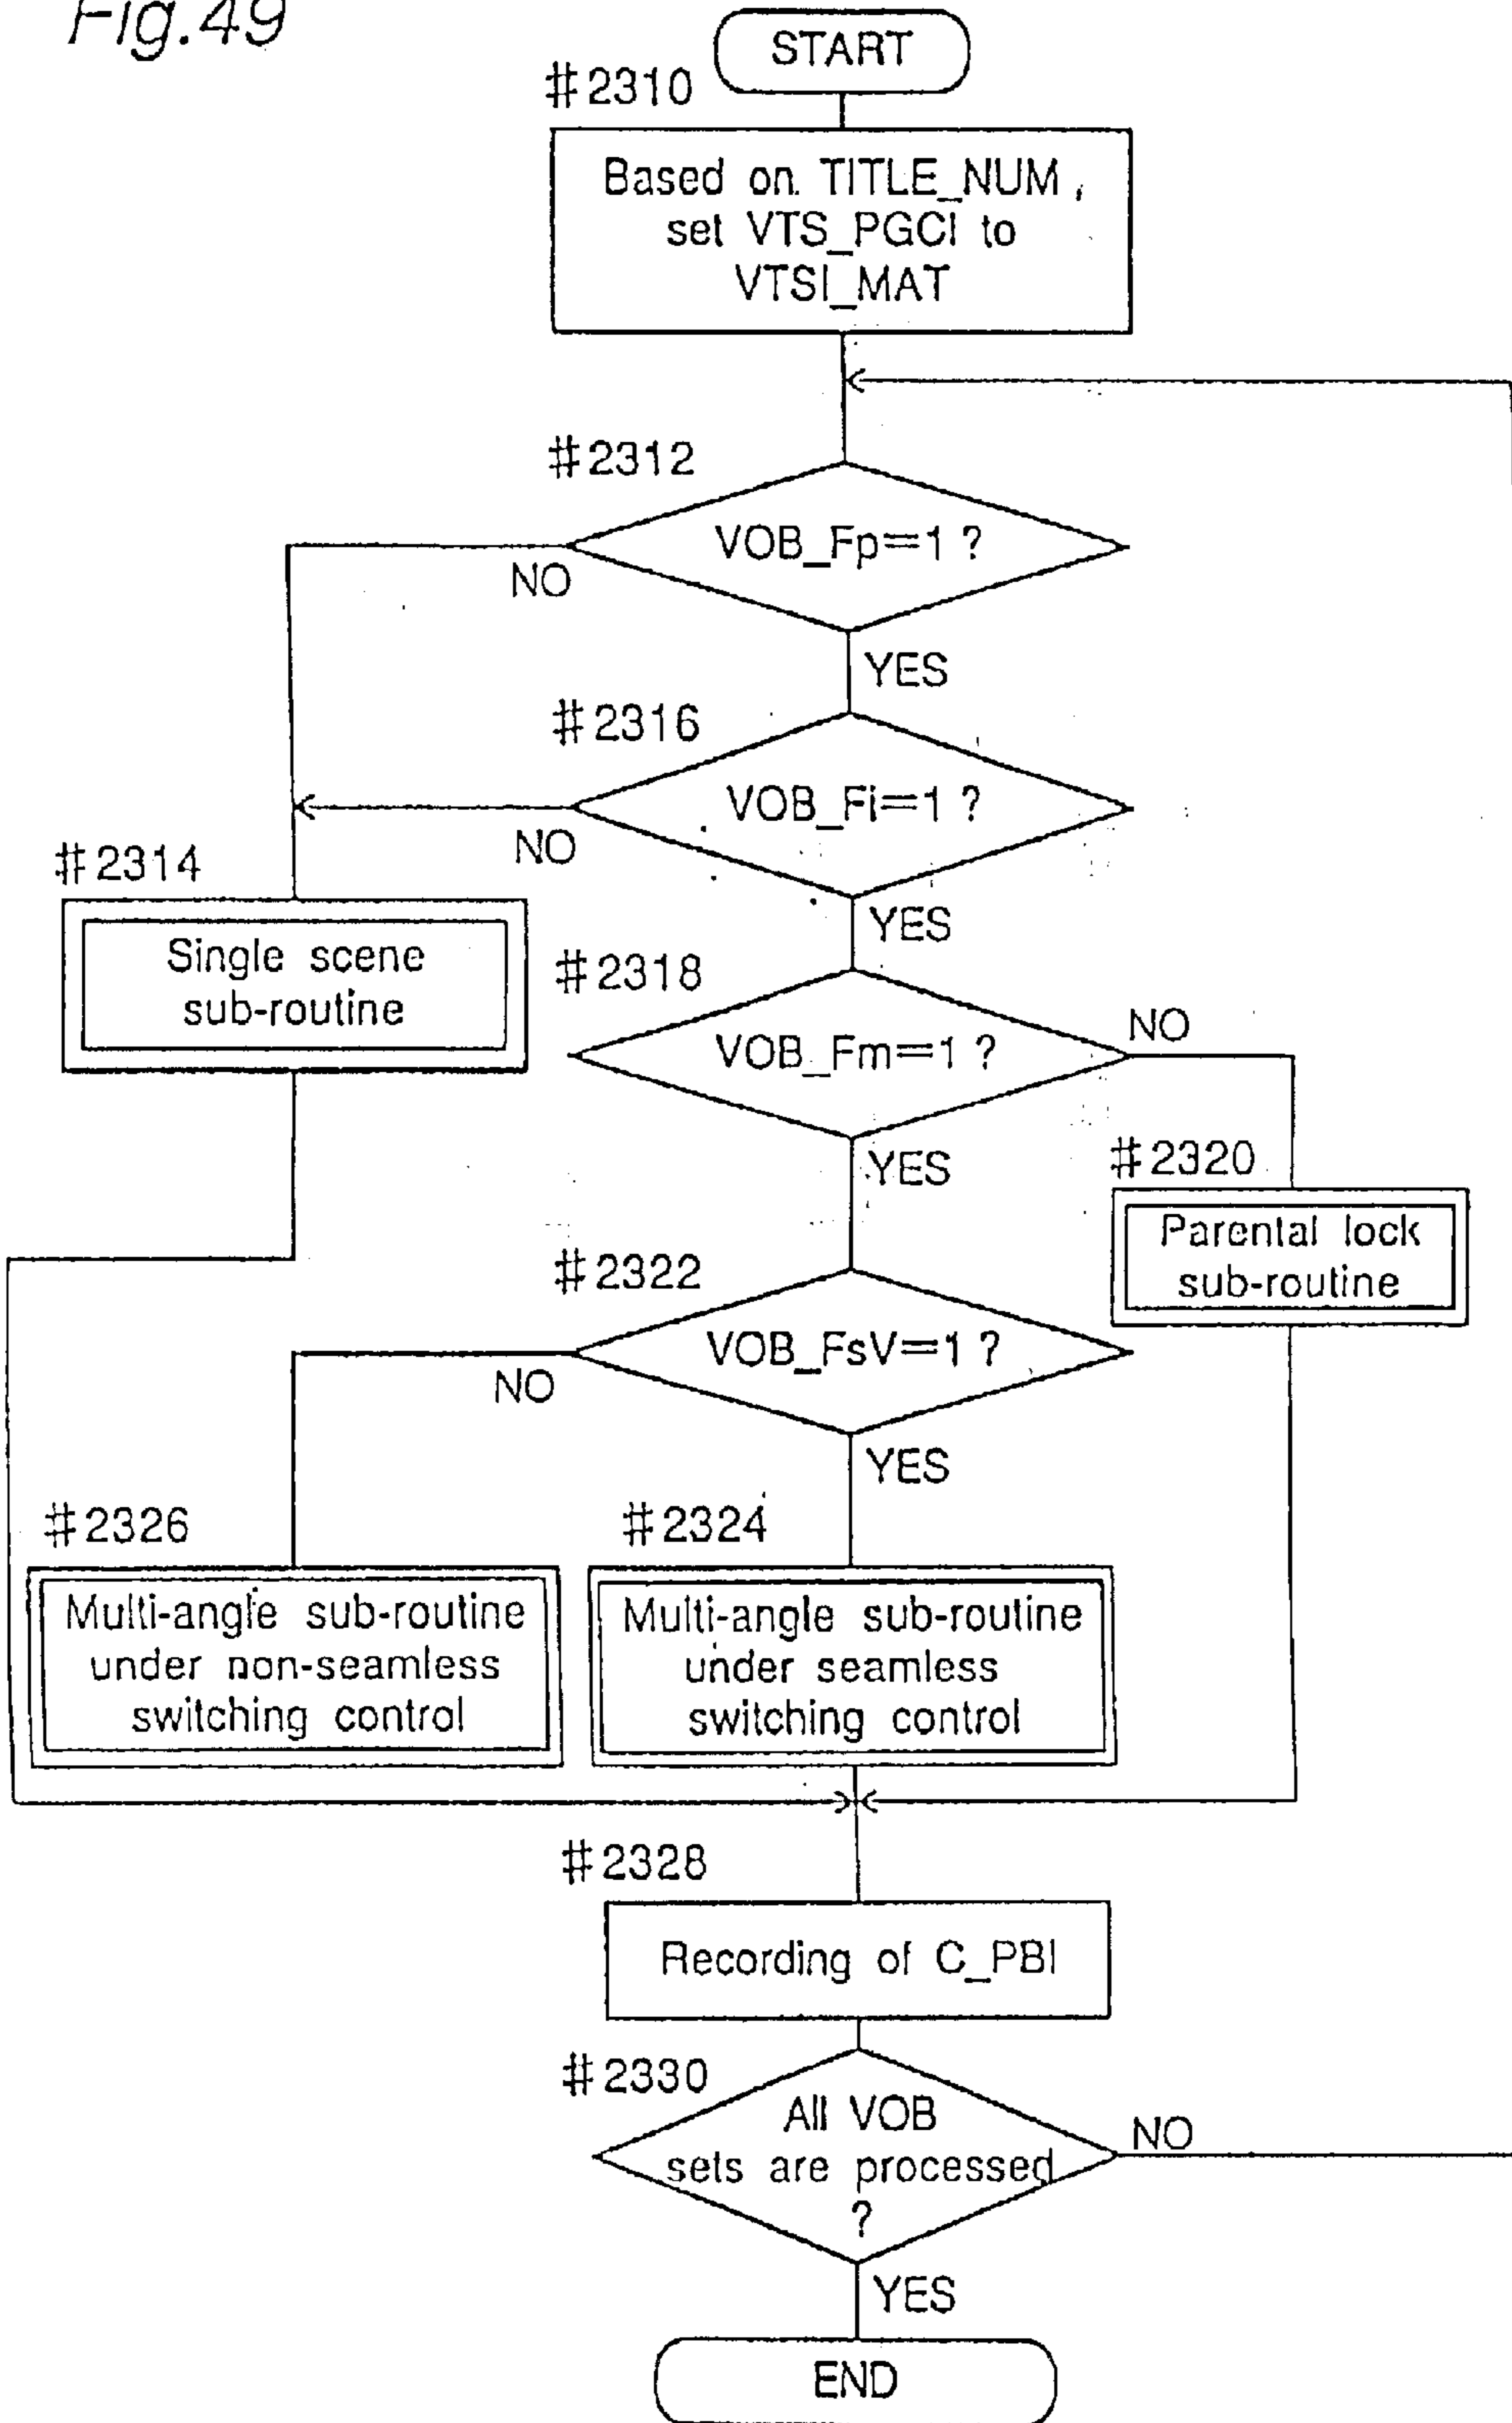 Fig.49
START
#2310
Based on TITLE_NUM,
set VTS_PGCI to
VTSI_MAT
#2312
VOB_Fp=1 ?
NO
YES
#2316
VOB_Fi=1 ?
NO
YES
#2314
Single scene
sub-routine
#2318
VOB_Fm=1 ?
NO
YES
#2320
Parental lock
sub-routine
#2322
VOB_FsV=1 ?
NO
YES
#2326
Multi-angle sub-routine
under non-seamless
switching control
#2324
Multi-angle sub-routine
under seamless
switching control
#2328
Recording of C_PBI
#2330
All VOB
sets are processed
?
NO
YES
END